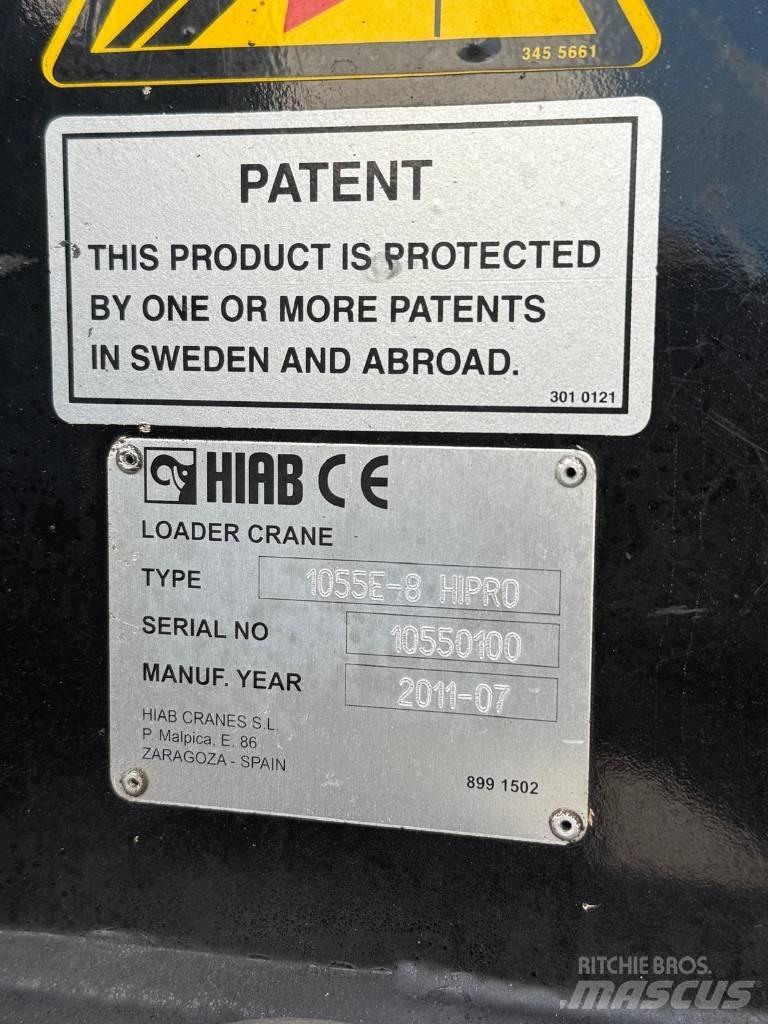 345 5661
PATENT
THIS PRODUCT IS PROTECTED
BY ONE OR MORE PATENTS
IN SWEDEN AND ABROAD.
301 0121
HIAB CE
LOADER CRANE
TYPE 1055E-8 HIPRO
SERIAL NO 10550100
MANUF. YEAR 2011-07
HIAB CRANES S.L.
P. Malpica, E. 86
ZARAGOZA - SPAIN
899 1502
RITCHIE BROS.
MASCUS